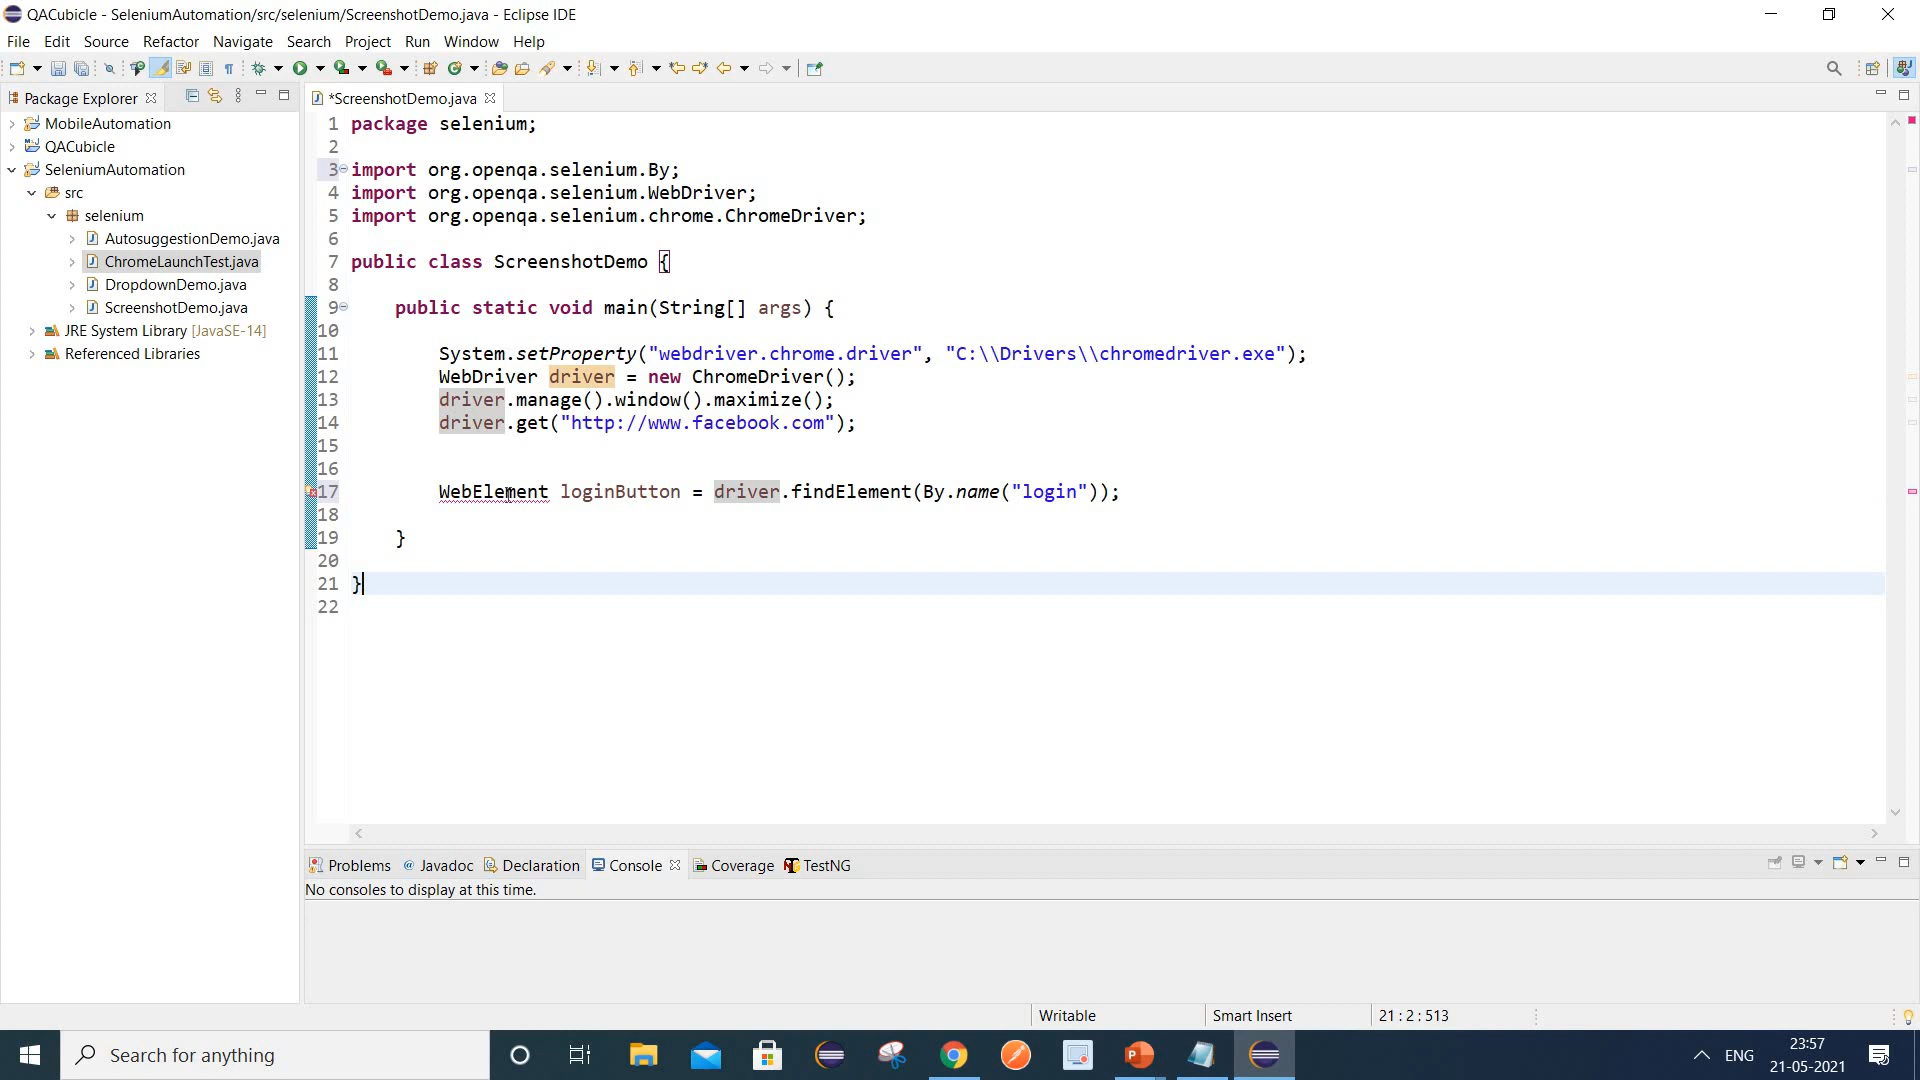 QACubicle - SeleniumAutomation/src/selenium/ScreenshotDemo.java - Eclipse IDE
File Edit Source Refactor Navigate Search Project Run Window Help
Package Explorer
MobileAutomation
QACubicle
SeleniumAutomation
src
selenium
AutosuggestionDemo.java
ChromeLaunchTest.java
DropdownDemo.java
ScreenshotDemo.java
JRE System Library [JavaSE-14]
Referenced Libraries
*ScreenshotDemo.java
1 package selenium;
2
3 import org.openqa.selenium.By;
4 import org.openqa.selenium.WebDriver;
5 import org.openqa.selenium.chrome.ChromeDriver;
6
7 public class ScreenshotDemo {
8
9 public static void main(String[] args) {
10
11 System.setProperty("webdriver.chrome.driver", "C:\\Drivers\\chromedriver.exe");
12 WebDriver driver = new ChromeDriver();
13 driver.manage().window().maximize();
14 driver.get("http://www.facebook.com");
15
16
17 WebElement loginButton = driver.findElement(By.name("login"));
18
19 }
20
21 }
22
Problems @ Javadoc Declaration Console Coverage TestNG
No consoles to display at this time.
Writable Smart Insert 21 : 2 : 513
Search for anything
ENG
23:57
21-05-2021